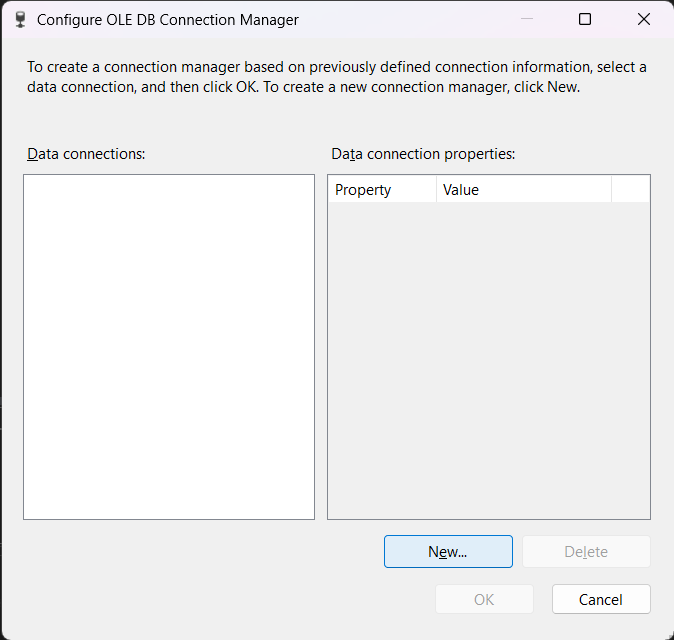 Configure OLE DB Connection Manager
To create a connection manager based on previously defined connection information, select a
data connection, and then click OK. To create a new connection manager, click New.
Data connections:
Data connection properties:
Property Value
New...
Delete
OK
Cancel